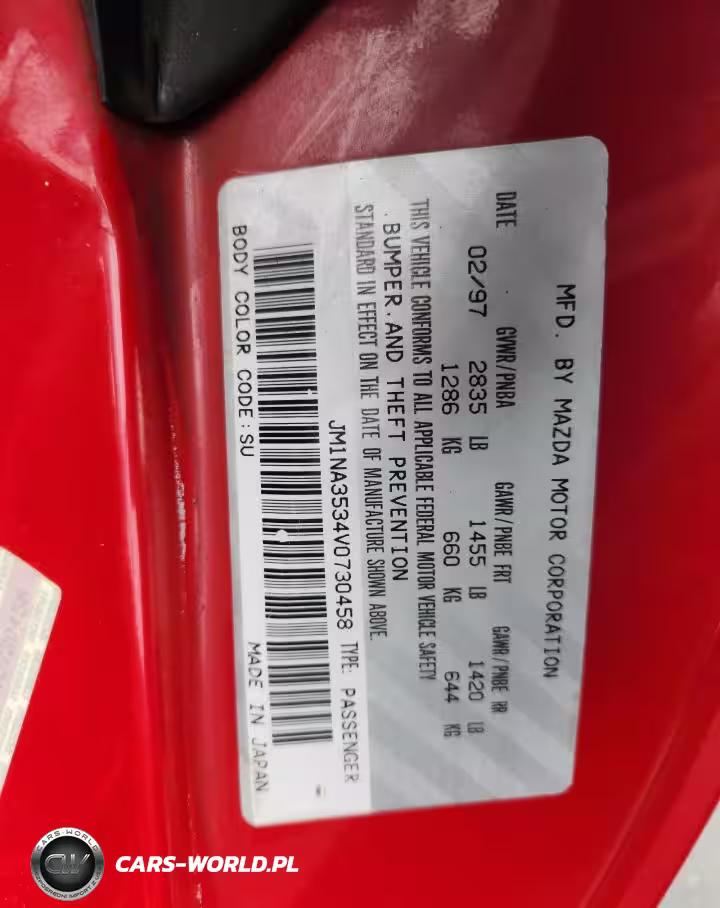 MFD. BY MAZDA MOTOR CORPORATION
DATE GVWR/PNBA GAWR/PNBE FRT GAWR/PNBE RR
02/97 2835 LB 1455 LB 1420 LB
1286 KG 660 KG 644 KG
THIS VEHICLE CONFORMS TO ALL APPLICABLE FEDERAL MOTOR VEHICLE SAFETY
BUMPER.AND THEFT PREVENTION
STANDARD IN EFFECT ON THE DATE OF MANUFACTURE SHOWN ABOVE.
JM1NA3534V0730458 TYPE: PASSENGER
BODY COLOR CODE:SU MADE IN JAPAN
CARS-WORLD
CW
CARS-WORLD.PL